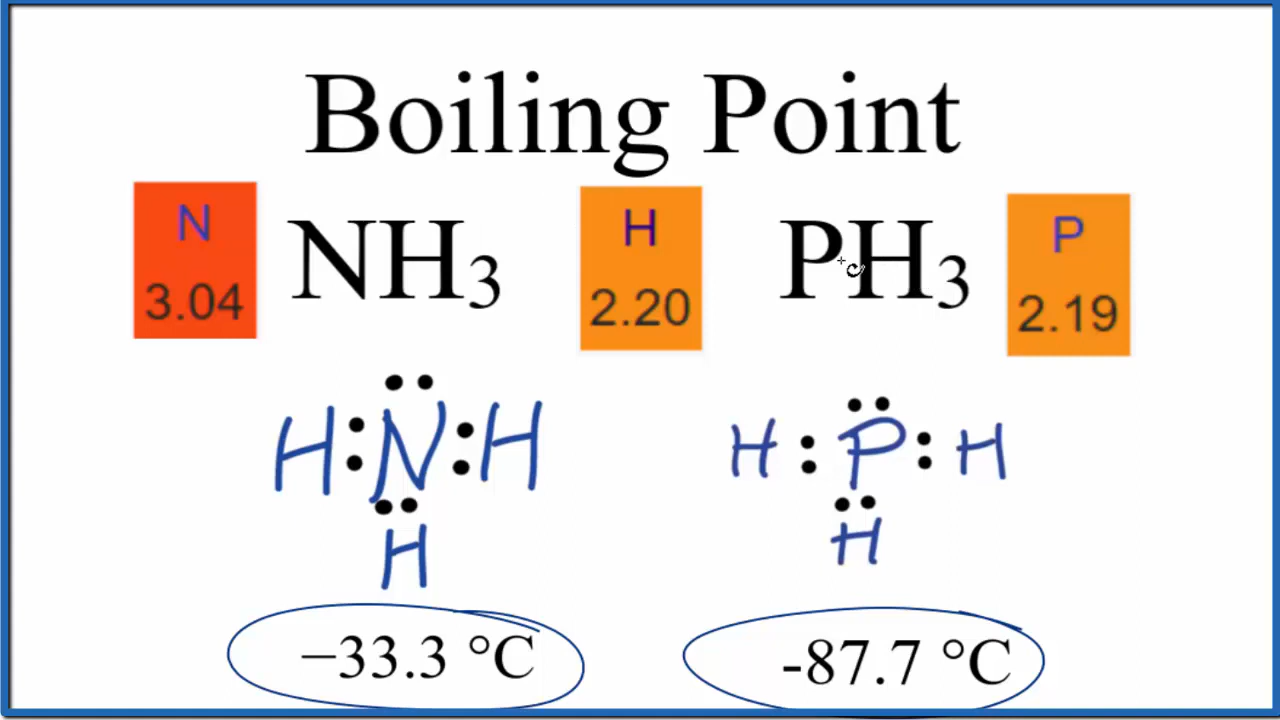 Boiling Point
N NH₃ H PH₃ P
3.04 2.20 2.19
H:N:H H:P:H
H H
−33.3 °C -87.7 °C